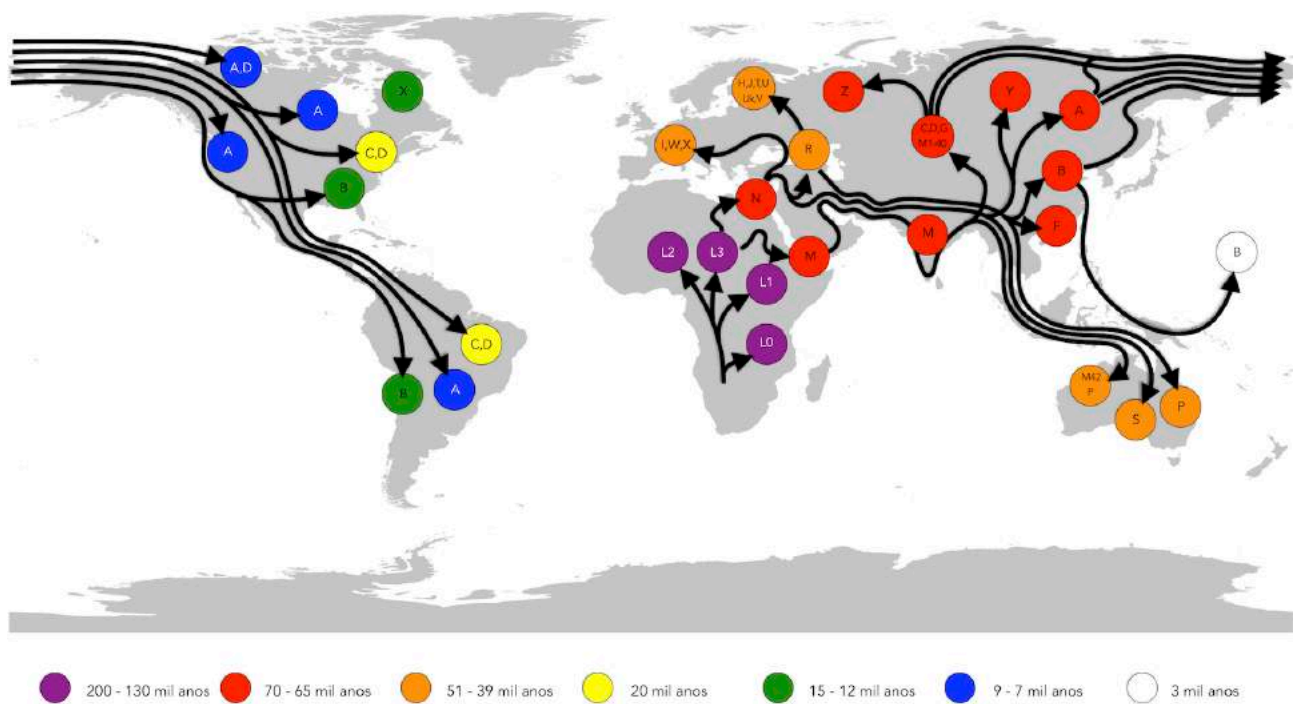 A,D
X
A
A
C,D
B
C,D
B
A
H,J,T,U
Uk,V
Z
Y
A
I,W,X
R
C,D,G
M1-40
B
N
F
L2
L3
M
M
B
L1
L0
M42
P
S
P
200 - 130 mil anos
70 - 65 mil anos
51 - 39 mil anos
20 mil anos
15 - 12 mil anos
9 - 7 mil anos
3 mil anos